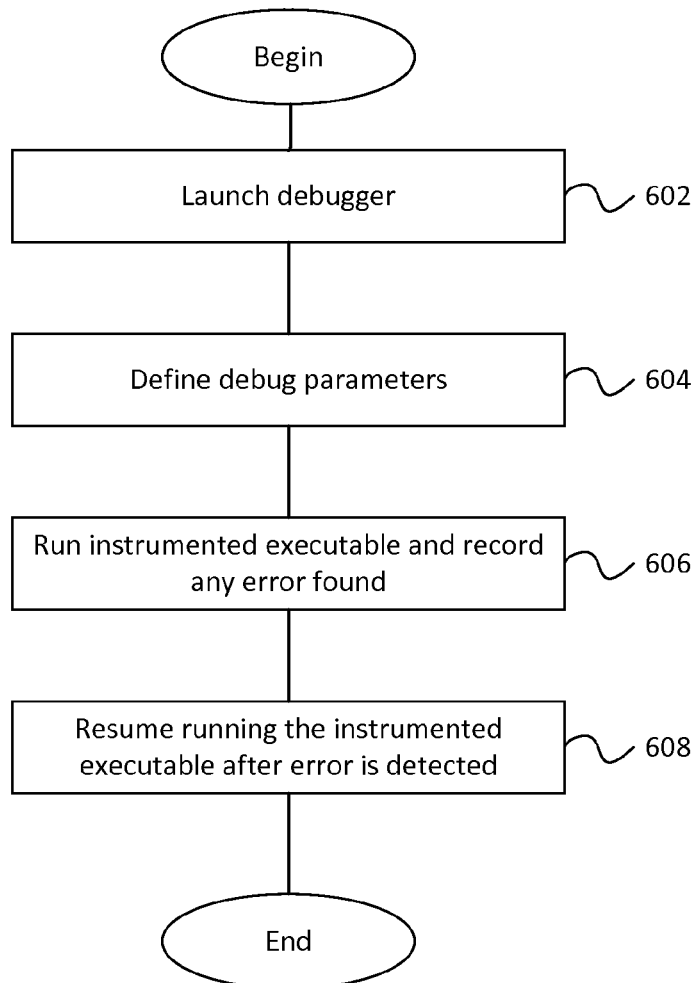 Begin
Launch debugger
602
Define debug parameters
604
Run instrumented executable and record
any error found
606
Resume running the instrumented
executable after error is detected
608
End